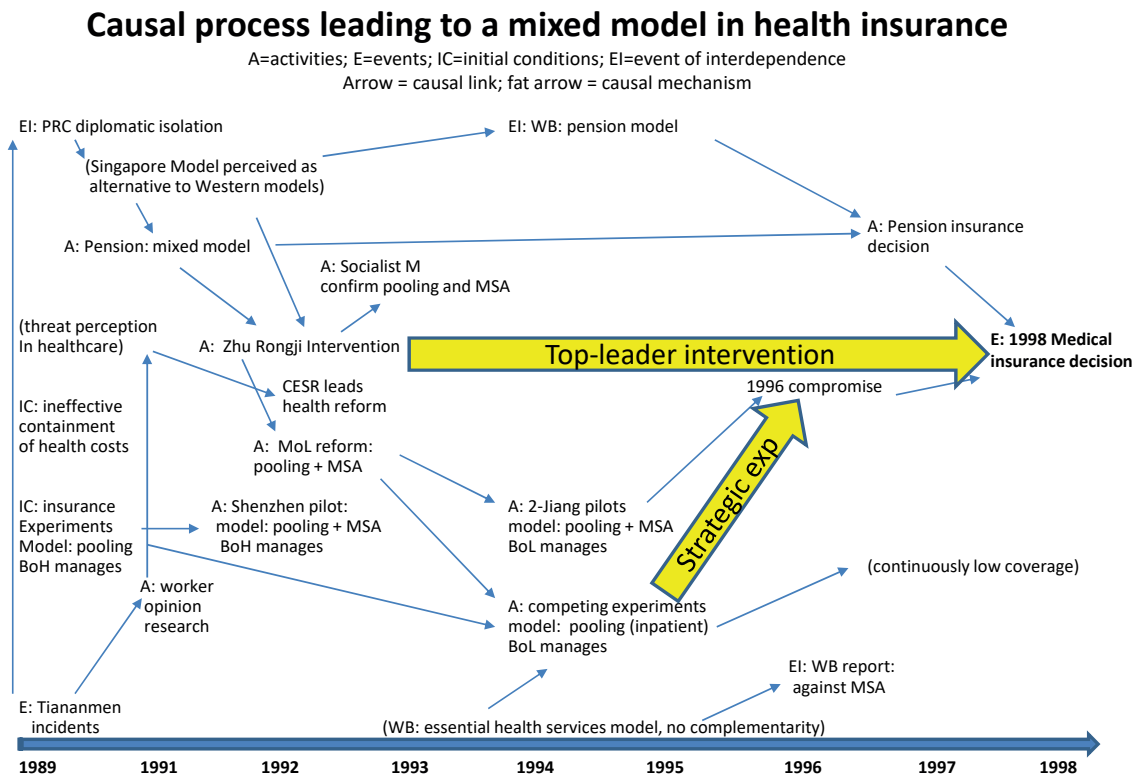 Causal process leading to a mixed model in health insurance
A=activities; E=events; IC=initial conditions; EI=event of interdependence
Arrow = causal link; fat arrow = causal mechanism
EI: PRC diplomatic isolation
EI: WB: pension model
(Singapore Model perceived as
alternative to Western models)
A: Pension: mixed model
A: Pension insurance
decision
A: Socialist M
confirm pooling and MSA
(threat perception
In healthcare)
A: Zhu Rongji Intervention
Top-leader intervention
E: 1998 Medical
insurance decision
CESR leads
health reform
1996 compromise
IC: ineffective
containment
of health costs
A: MoL reform:
pooling + MSA
Strategic exp
IC: insurance
Experiments
Model: pooling
BoH manages
A: Shenzhen pilot:
model: pooling + MSA
BoH manages
A: 2-Jiang pilots
model: pooling + MSA
BoL manages
(continuously low coverage)
A: worker
opinion
research
A: competing experiments
model: pooling (inpatient)
BoL manages
EI: WB report:
against MSA
E: Tiananmen
incidents
(WB: essential health services model, no complementarity)
1989 1991 1992 1993 1994 1995 1996 1997 1998